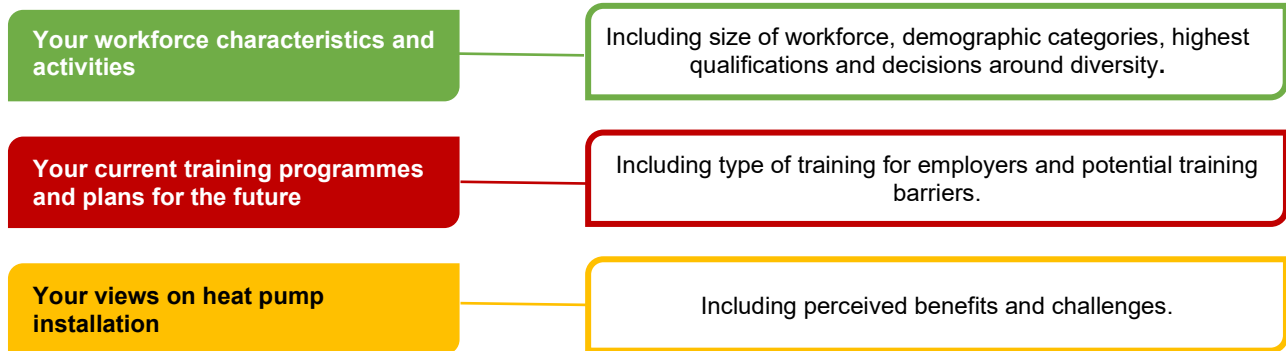 Your workforce characteristics and
activities
Including size of workforce, demographic categories, highest
qualifications and decisions around diversity.
Your current training programmes
and plans for the future
Including type of training for employers and potential training
barriers.
Your views on heat pump
installation
Including perceived benefits and challenges.